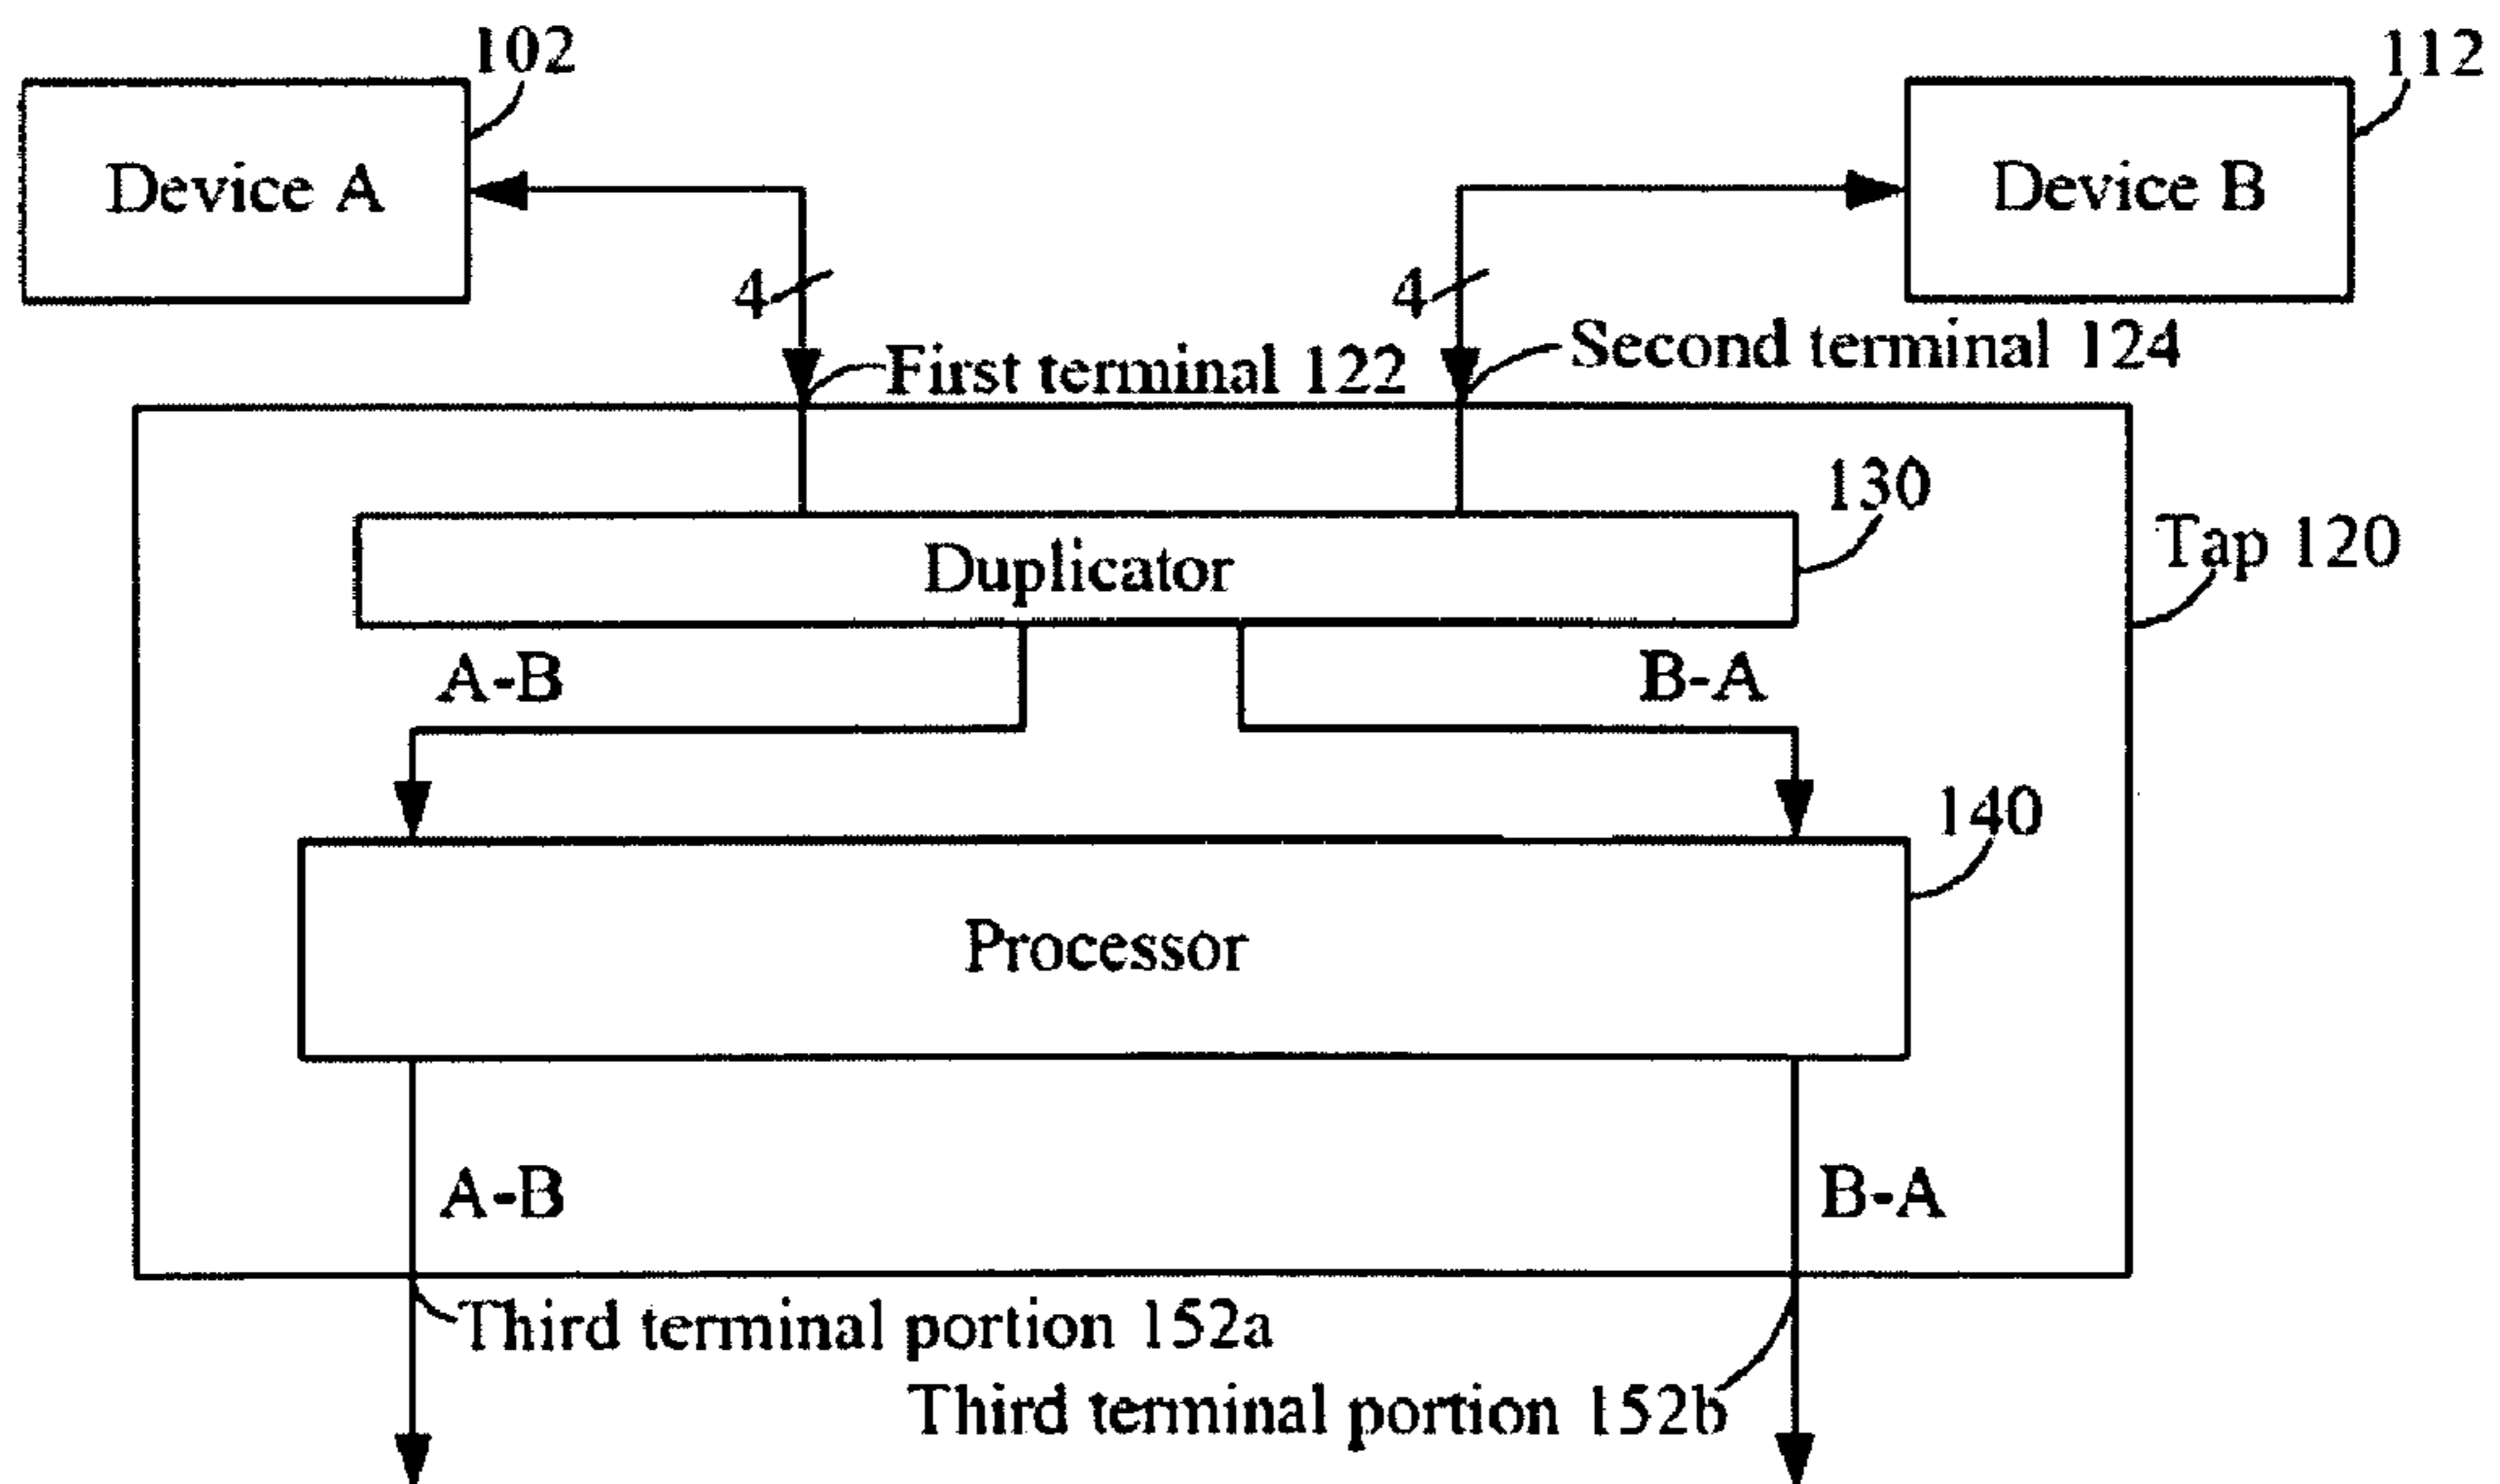 102
112
Device A
Device B
4
4
First terminal 122
Second terminal 124
130
Duplicator
Tap 120
A-B
B-A
140
Processor
A-B
B-A
Third terminal portion 152a
Third terminal portion 152b